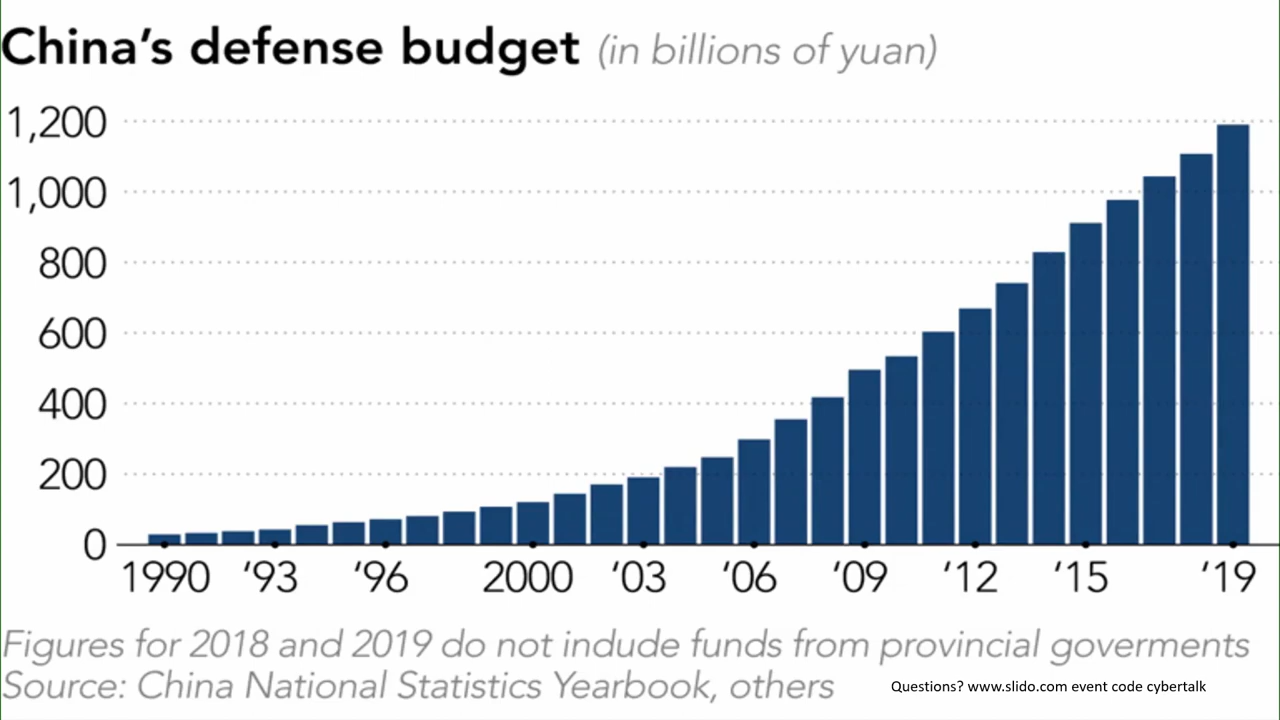 China's defense budget (in billions of yuan)
1,200
1,000
800
600
400
200
0
1990 '93 '96 2000 '03 '06 '09 '12 '15 '19
Figures for 2018 and 2019 do not indude funds from provincial goverments
Source: China National Statistics Yearbook, others
Questions? www.slido.com event code cybertalk